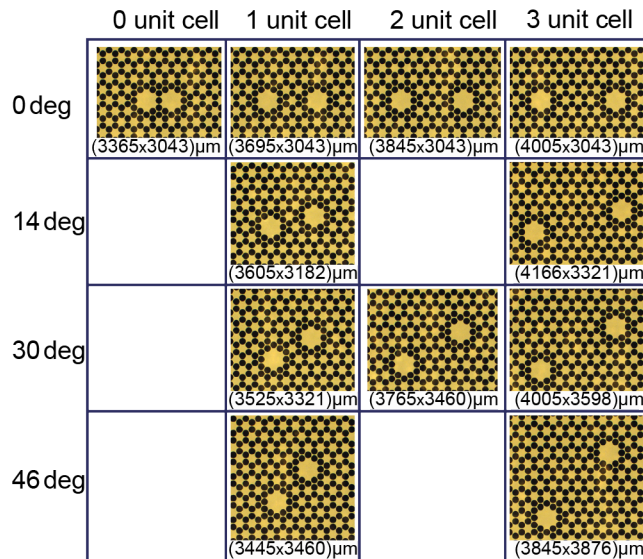 0 unit cell 1 unit cell 2 unit cell 3 unit cell
0 deg
(3365x3043)µm (3695x3043)µm (3845x3043)µm (4005x3043)µm
14 deg
(3605x3182)µm (4166x3321)µm
30 deg
(3525x3321)µm (3765x3460)µm (4005x3598)µm
46 deg
(3445x3460)µm (3845x3876)µm